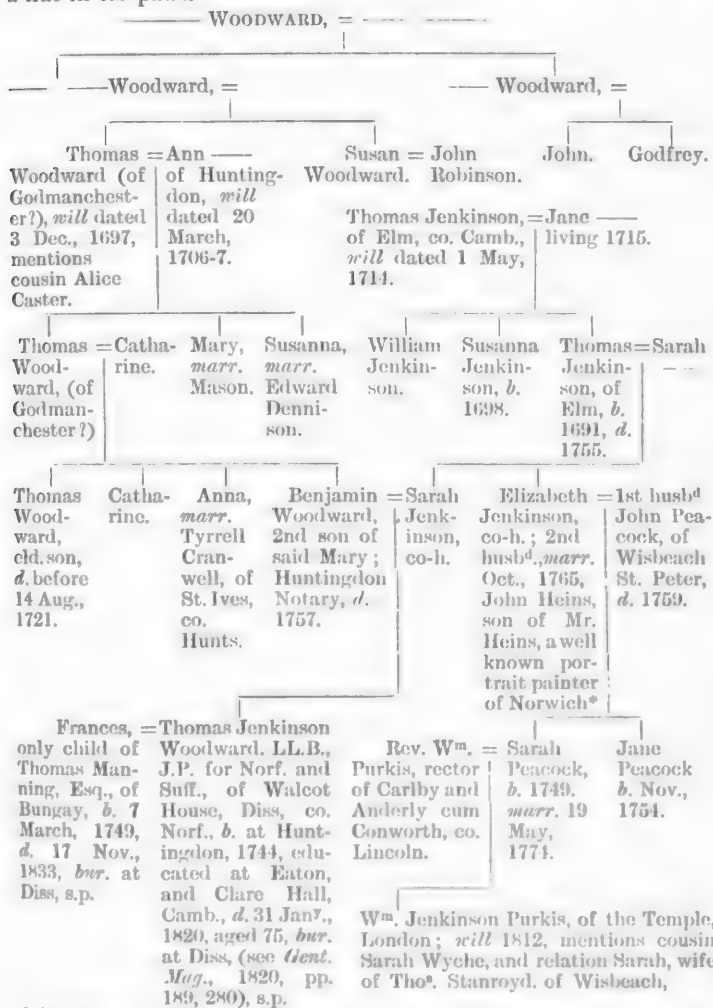 WOODWARD, =
Woodward, =
Woodward, =
Thomas = Ann
Woodward (of
Godmanchest-
er?), will dated
3 Dec., 1697,
mentions
cousin Alice
Caster.
of Hunting-
don, will
dated 20
March,
1706-7.
Susan = John
Woodward. Robinson.
John. Godfrey.
Thomas Jenkinson, = Jane
of Elm, co. Camb.,
will dated 1 May,
1714.
living 1715.
Thomas = Catha-
Wood-
ward, (of
Godman-
chester?)
rine.
Mary,
marr.
Mason.
Susanna,
marr.
Edward
Denni-
son.
William
Jenkin-
son.
Susanna
Jenkin-
son, b.
1698.
Thomas = Sarah
Jenkin-
son, of
Elm, b.
1691, d.
1755.
Thomas
Wood-
ward,
eld. son,
d. before
14 Aug.,
1721.
Catha-
rine.
Anna,
marr.
Tyrrell
Cran-
well, of
St. Ives,
co.
Hunts.
Benjamin = Sarah
Woodward,
2nd son of
said Mary;
Huntingdon
Notary, d.
1757.
Jenk-
inson,
co-h.
Elizabeth = 1st husbd
Jenkinson,
co-h.; 2nd
husbd., marr.
Oct., 1765,
John Heins,
son of Mr.
Heins, a well
known por-
trait painter
of Norwich*
John Pea-
cock, of
Wisbeach
St. Peter,
d. 1759.
Frances, = Thomas Jenkinson
only child of
Thomas Man-
ning, Esq., of
Bungay, b. 7
March, 1749,
d. 17 Nov.,
1833, bur. at
Diss, s.p.
Woodward. LL.B.,
J.P. for Norf. and
Suff., of Walcot
House, Diss, co.
Norf., b. at Hunt-
ingdon, 1744, edu-
cated at Eaton,
and Clare Hall,
Camb., d. 31 Jany.,
1820, aged 75, bur.
at Diss, (see Gent.
Mag., 1820, pp.
189, 280), s.p.
Rev. Wm. = Sarah
Purkis, rector
of Carlby and
Anderly cum
Conworth, co.
Lincoln.
Peacock,
b. 1749.
marr. 19
May,
1774.
Jane
Peacock
b. Nov.,
1754.
Wm. Jenkinson Purkis, of the Temple,
London; will 1812, mentions cousin
Sarah Wyche, and relation Sarah, wife
of Thos. Stanroyd. of Wisbeach,